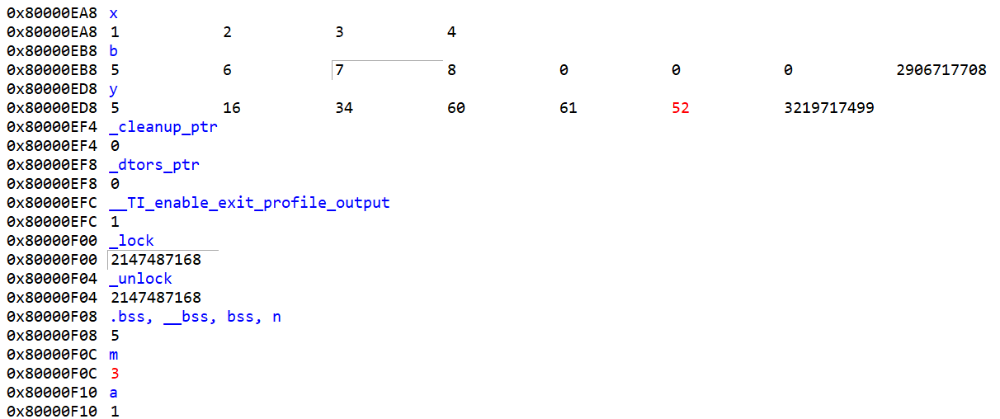 0x80000EA8 x
0x80000EA8 1 2 3 4
0x80000EB8 b
0x80000EB8 5 6 7 8 0 0 0 2906717708
0x80000ED8 y
0x80000ED8 5 16 34 60 61 52 3219717499
0x80000EF4 _cleanup_ptr
0x80000EF4 0
0x80000EF8 _dtors_ptr
0x80000EF8 0
0x80000EFC __TI_enable_exit_profile_output
0x80000EFC 1
0x80000F00 _lock
0x80000F00 2147487168
0x80000F04 _unlock
0x80000F04 2147487168
0x80000F08 .bss, __bss, bss, n
0x80000F08 5
0x80000F0C m
0x80000F0C 3
0x80000F10 a
0x80000F10 1